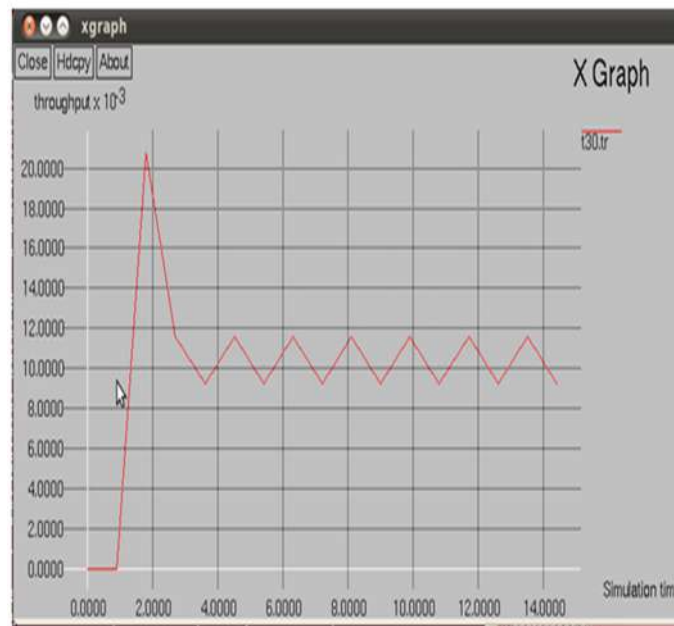 xgraph
Close Hdcpy About
X Graph
throughput x 10-3
t30.tr
20.0000
18.0000
16.0000
14.0000
12.0000
10.0000
8.0000
6.0000
4.0000
2.0000
0.0000
Simulation tim
0.0000 2.0000 4.0000 6.0000 8.0000 10.0000 12.0000 14.0000